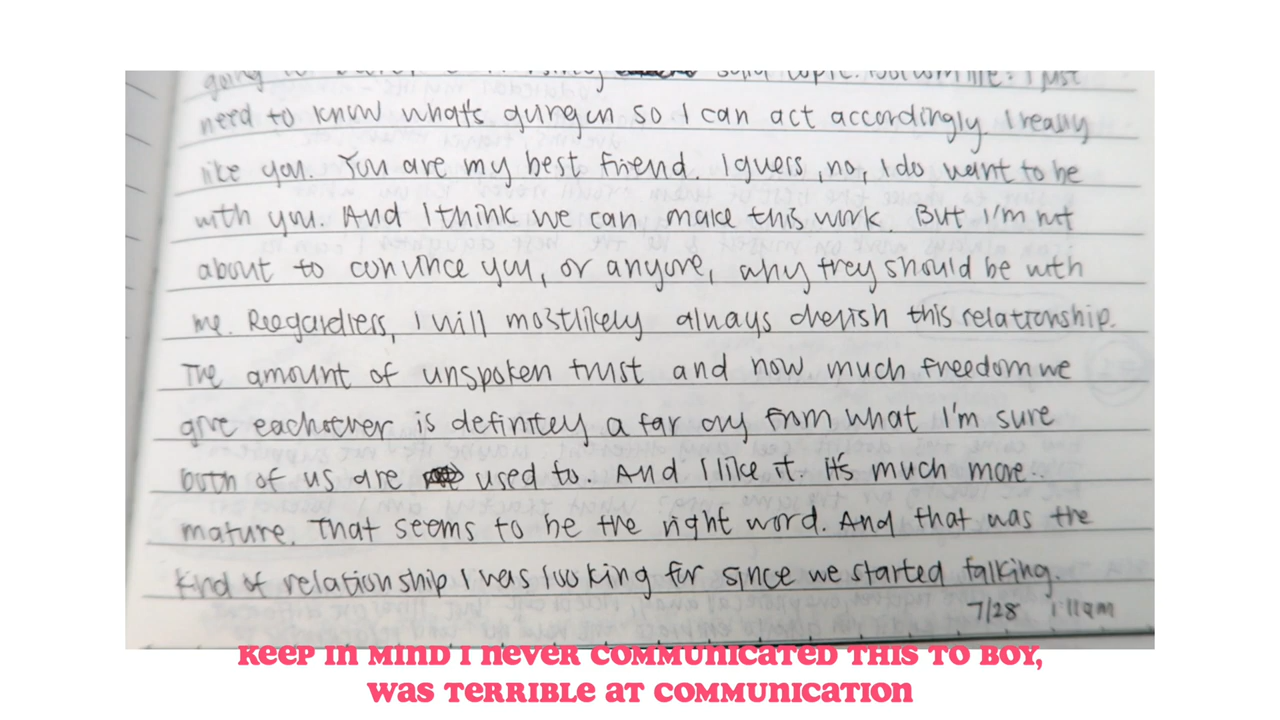 going to I just
need to know what's goingon so I can act accordingly. I really
like you. You are my best friend. I guess, no, I do want to be
with you. And I think we can make this work. But I'm not
about to convince you, or anyone, why they should be with
me. Reegardless, I will mostlikely always cherish this relationship.
The amount of unspoken trust and how much freedom we
give eachother is definitey a far cry from what I'm sure
both of us are used to. And I like it. It's much more..
mature. That seems to be the right word. And that was the
kind of relationship I was looking for since we started talking.
7/28 1:11am
KEEP IN MIND I NEVER COMMUNICATED THIS TO BOY,
WAS TERRIBLE AT COMMUNICATION